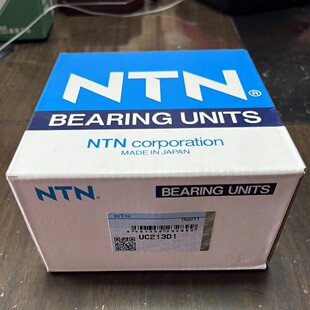 NTN®
BEARING UNITS
NTN corporation
MADE IN JAPAN
NTN
BEARING UNITS
NTN
UC213D1